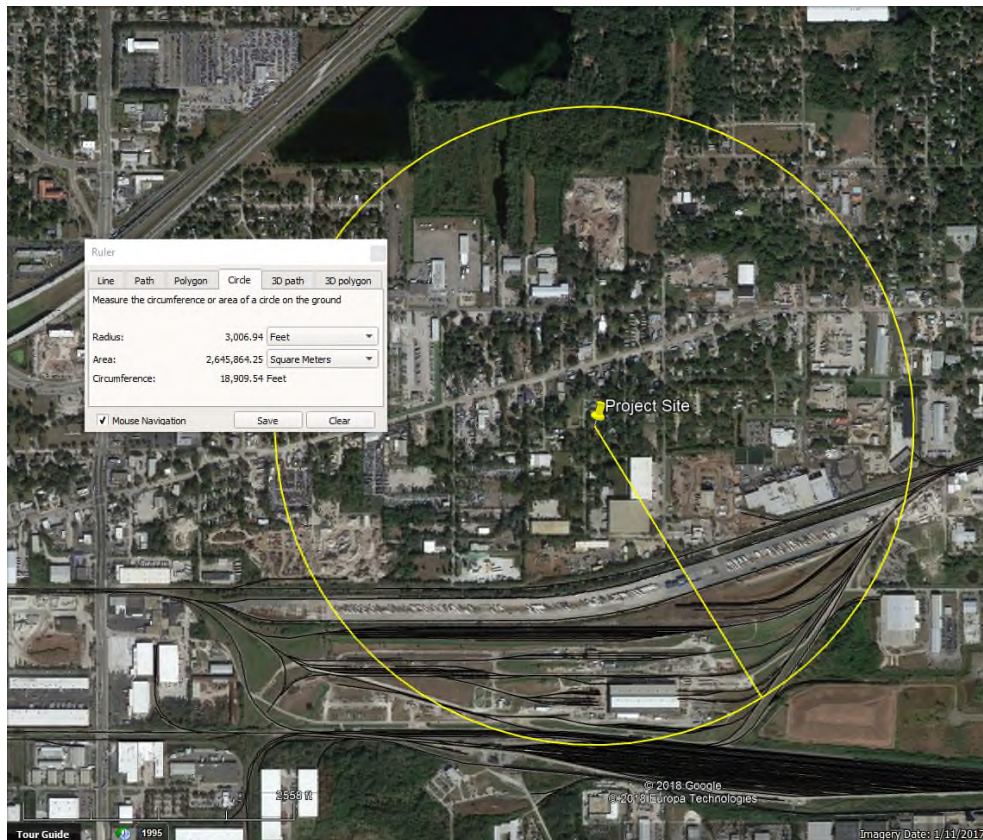 Ruler
Line Path Polygon Circle 3D path 3D polygon
Measure the circumference or area of a circle on the ground
Radius: 3,006.94 Feet
Area: 2,645,864.25 Square Meters
Circumference: 18,909.54 Feet
Mouse Navigation Save Clear
Project Site
2558 ft
© 2018 Google
© 2018 Europa Technologies
Tour Guide 1995 Imagery Date: 1/11/2017